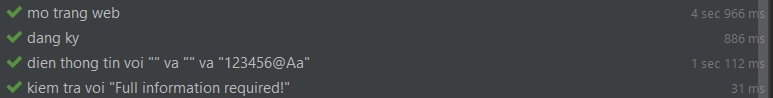 mo trang web 4 sec 966 ms
dang ky 886 ms
dien thong tin voi "" va "" va "123456@Aa" 1 sec 112 ms
kiem tra voi "Full information required!" 31 ms